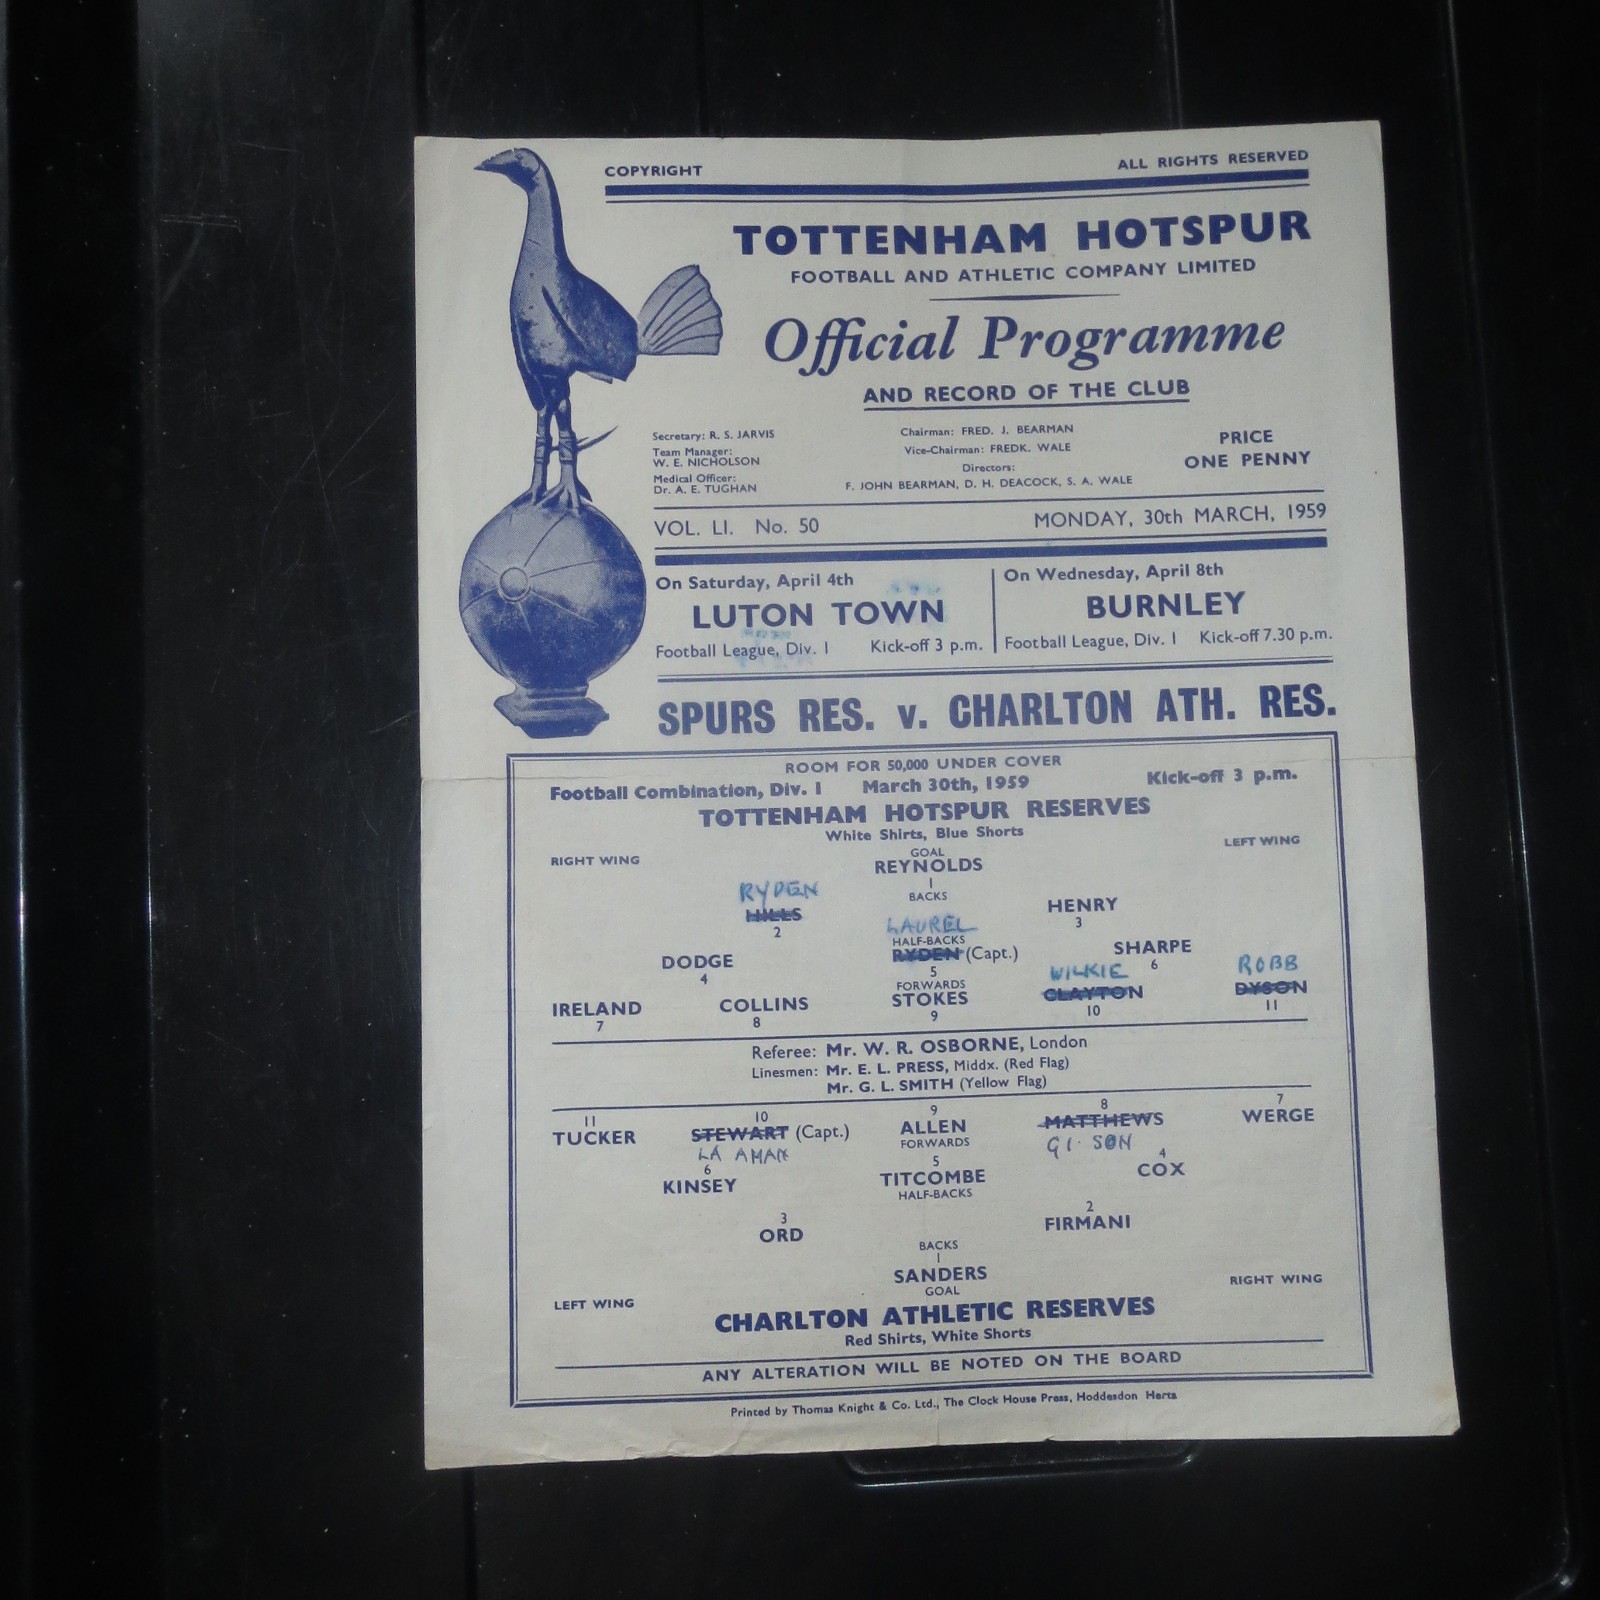 COPYRIGHT ALL RIGHTS RESERVED
TOTTENHAM HOTSPUR
FOOTBALL AND ATHLETIC COMPANY LIMITED
Official Programme
AND RECORD OF THE CLUB
Secretary: R. S. JARVIS
Team Manager:
W. E. NICHOLSON
Medical Officer:
Dr. A. E. TUGHAN
Chairman: FRED. J. BEARMAN
Vice-Chairman: FREDK. WALE
Directors:
F. JOHN BEARMAN, D. H. DEACOCK, S. A. WALE
PRICE
ONE PENNY
VOL. LI. No. 50 MONDAY, 30th MARCH, 1959
On Saturday, April 4th
LUTON TOWN
Football League, Div. I Kick-off 3 p.m.
On Wednesday, April 8th
BURNLEY
Football League, Div. I Kick-off 7.30 p.m.
SPURS RES. v. CHARLTON ATH. RES.
ROOM FOR 50,000 UNDER COVER
Football Combination, Div. I March 30th, 1959 Kick-off 3 p.m.
TOTTENHAM HOTSPUR RESERVES
White Shirts, Blue Shorts
RIGHT WING LEFT WING
GOAL
REYNOLDS
1
BACKS
RYDEN
HILLS
2
HENRY
3
LAUREL
HALF-BACKS
DODGE
4
RYDEN (Capt.)
5
SHARPE
6
FORWARDS
WILKIE ROBB
IRELAND COLLINS STOKES CLAYTON DYSON
7 8 9 10 11
Referee: Mr. W. R. OSBORNE, London
Linesmen: Mr. E. L. PRESS, Middx. (Red Flag)
Mr. G. L. SMITH (Yellow Flag)
11 10 9 8 7
TUCKER STEWART (Capt.) ALLEN MATTHEWS WERGE
FORWARDS
LA AMAN GI SON
6 5 4
KINSEY TITCOMBE COX
HALF-BACKS
3 2
ORD FIRMANI
BACKS
1
SANDERS
GOAL
LEFT WING RIGHT WING
CHARLTON ATHLETIC RESERVES
Red Shirts, White Shorts
ANY ALTERATION WILL BE NOTED ON THE BOARD
Printed by Thomas Knight & Co. Ltd., The Clock House Press, Hoddesdon Herts